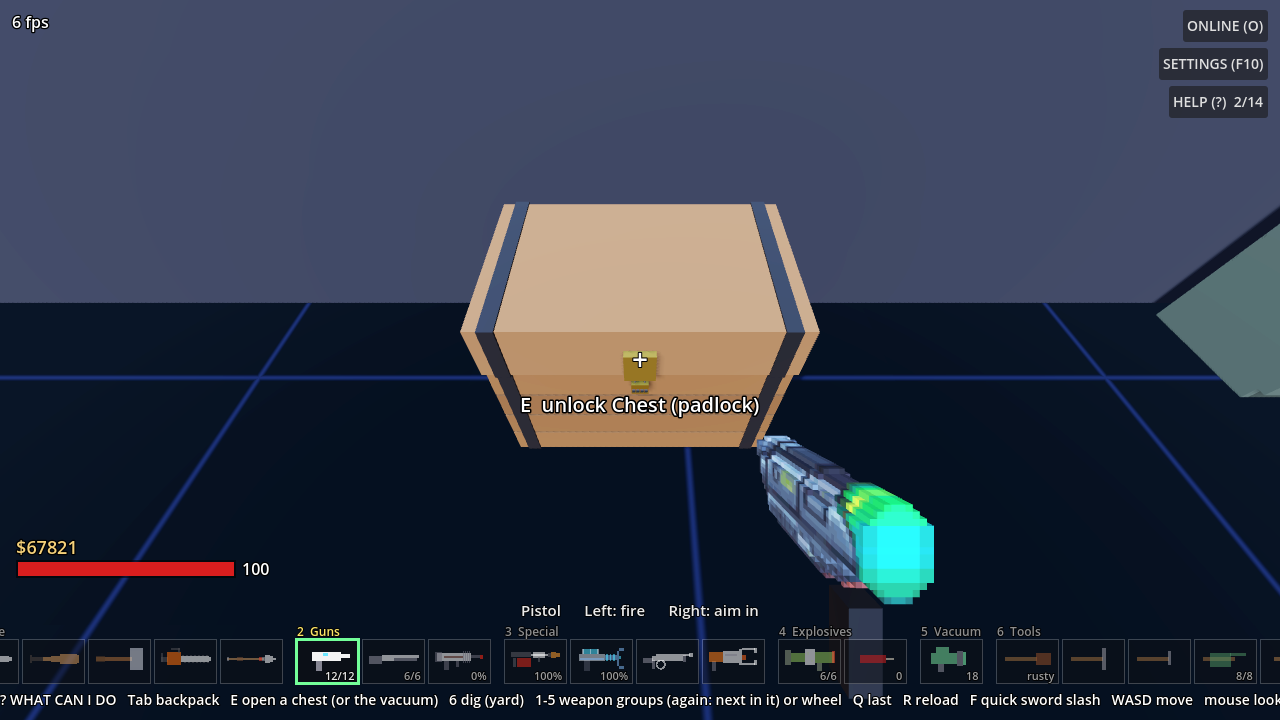 6 fps
ONLINE (O)
SETTINGS (F10)
HELP (?) 2/14
E unlock Chest (padlock)
$67821
100
Pistol Left: fire Right: aim in
e 2 Guns 3 Special 4 Explosives 5 Vacuum 6 Tools
12/12 6/6 0% 100% 100% 6/6 0 18 rusty 8/8
? WHAT CAN I DO Tab backpack E open a chest (or the vacuum) 6 dig (yard) 1-5 weapon groups (again: next in it) or wheel Q last R reload F quick sword slash WASD move mouse look